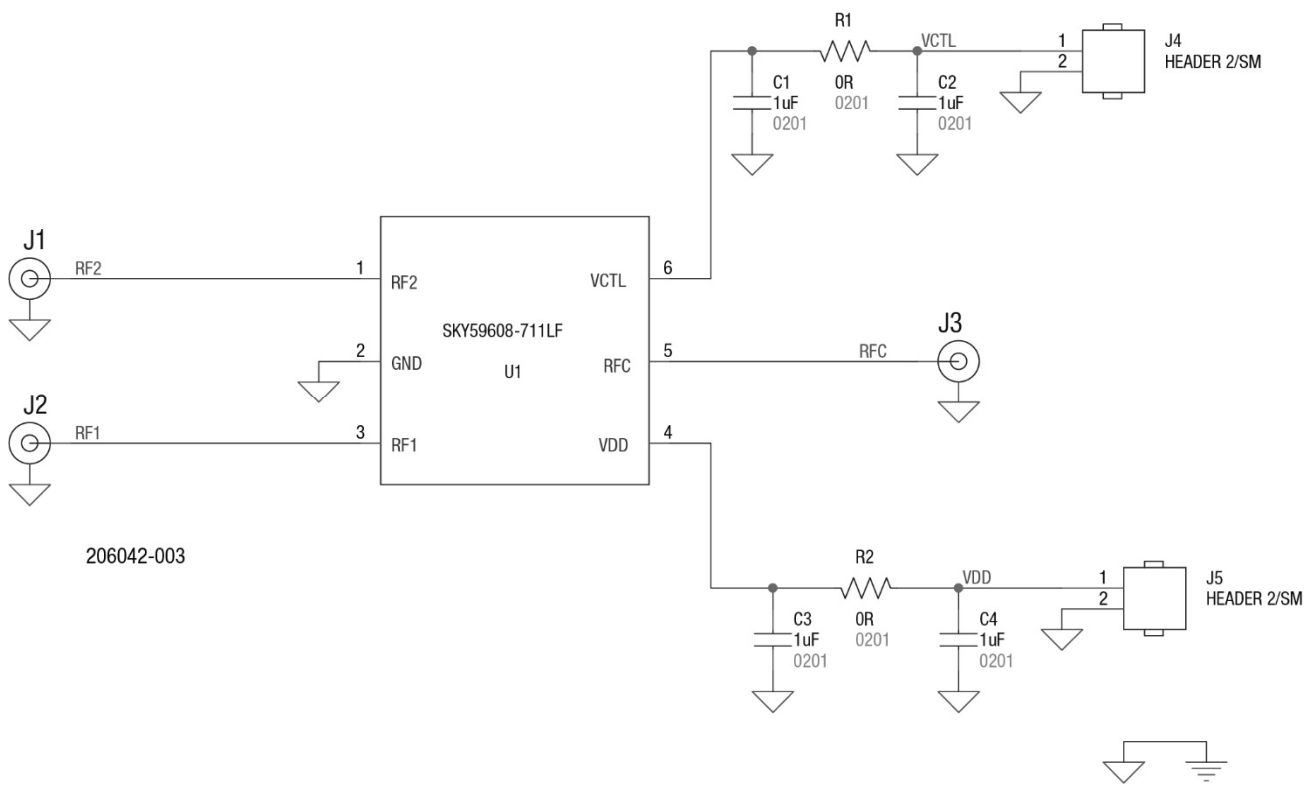 R1
VCTL
1
2
J4
HEADER 2/SM
C1
1uF
0201
0R
0201
C2
1uF
0201
J1
RF2
1
RF2
VCTL
6
SKY59608-711LF
U1
J3
2
GND
RFC
5
RFC
J2
RF1
3
RF1
VDD
4
206042-003
R2
VDD
1
2
J5
HEADER 2/SM
C3
1uF
0201
0R
0201
C4
1uF
0201